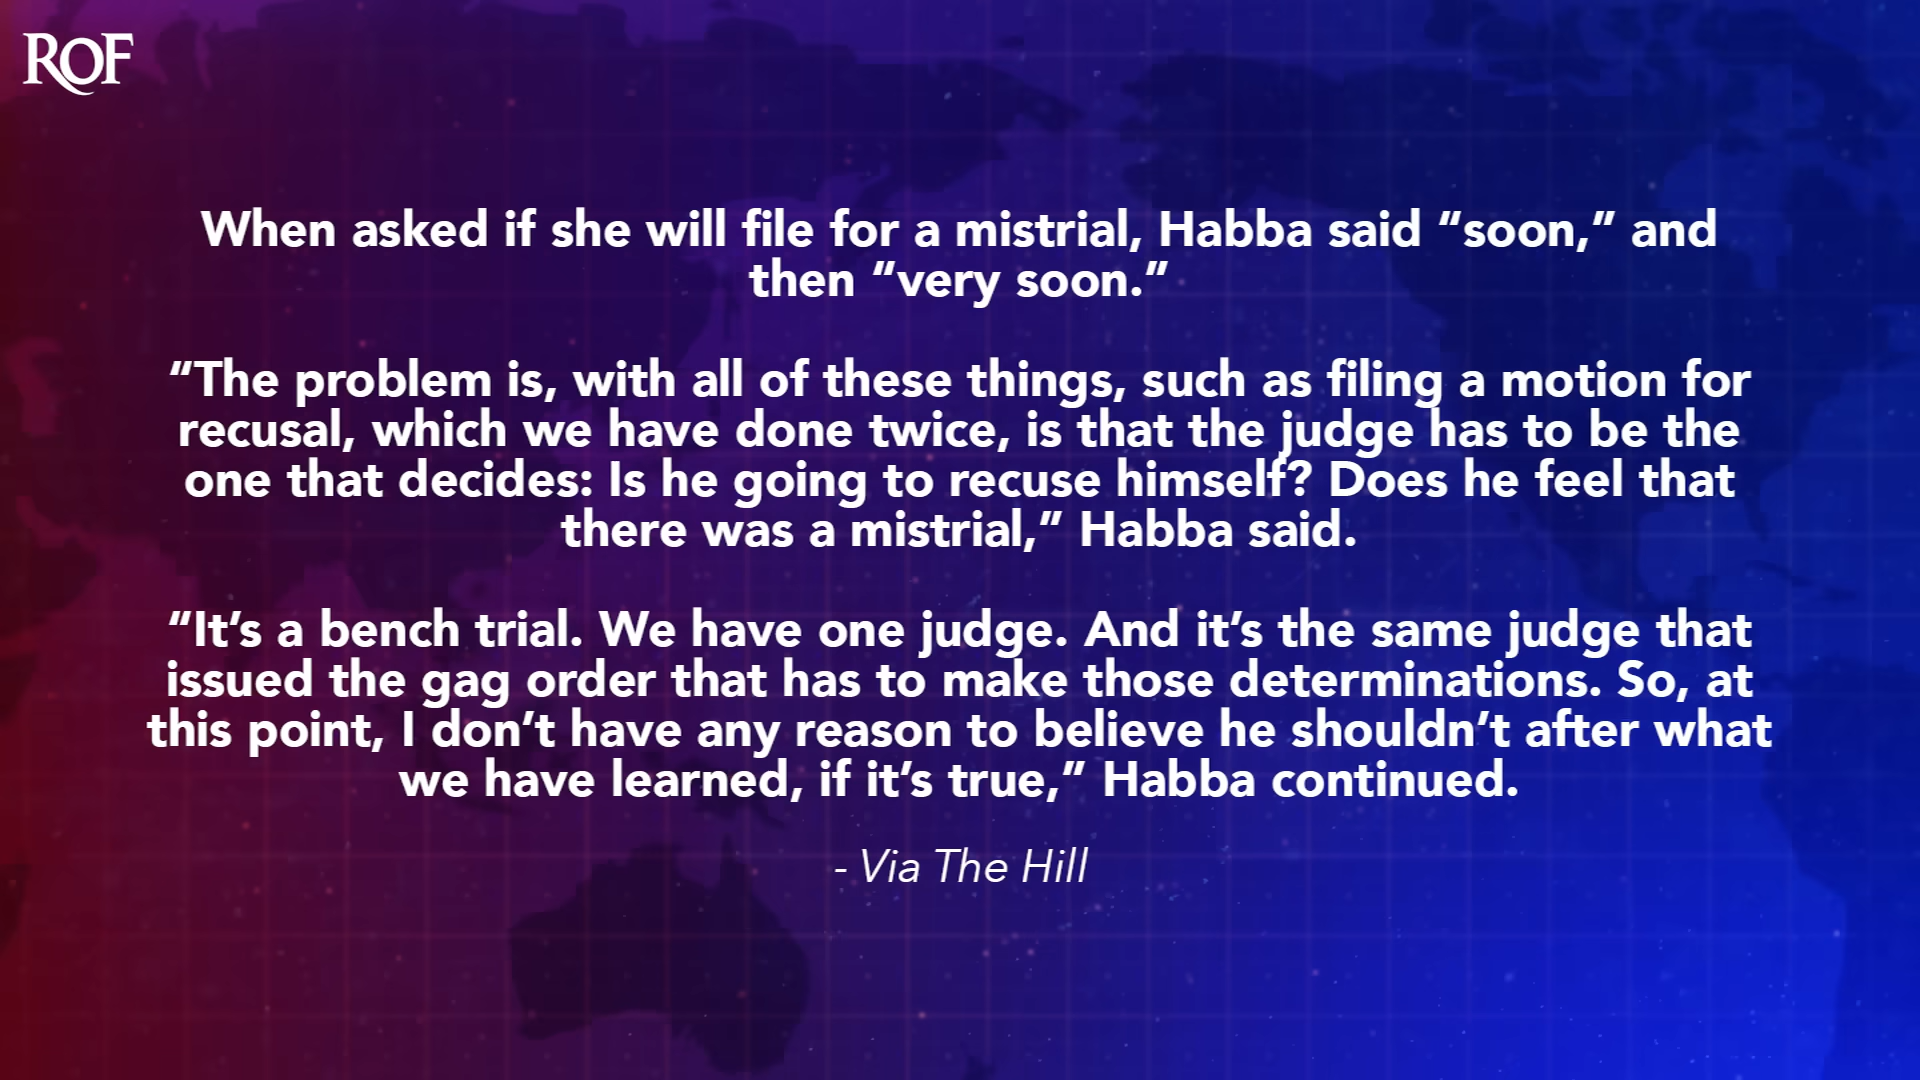 ROF
When asked if she will file for a mistrial, Habba said “soon,” and
then “very soon.”
“The problem is, with all of these things, such as filing a motion for
recusal, which we have done twice, is that the judge has to be the
one that decides: Is he going to recuse himself? Does he feel that
there was a mistrial,” Habba said.
“It’s a bench trial. We have one judge. And it’s the same judge that
issued the gag order that has to make those determinations. So, at
this point, I don’t have any reason to believe he shouldn’t after what
we have learned, if it’s true,” Habba continued.
- Via The Hill